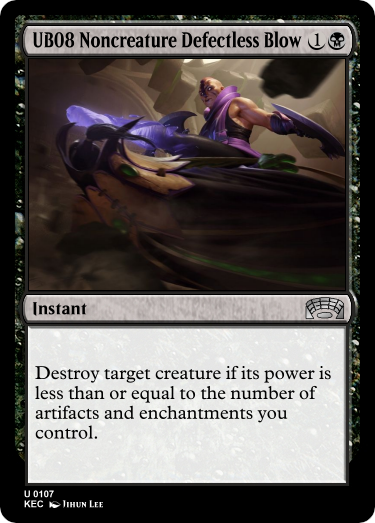 UB08 Noncreature Defectless Blow 1
Instant
Destroy target creature if its power is
less than or equal to the number of
artifacts and enchantments you
control.
U 0107
KEC Jihun Lee